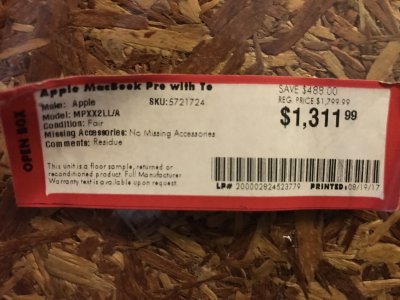 OPEN BOX
Apple MacBook Pro with To
Make: Apple SKU:5721724
Model: MPXX2LL/A
Condition: Fair
Missing Accessories: No Missing Accessories
Comments: Residue
This unit is a floor sample, returned or
reconditioned product. Full Manufacturer
Warranty text is available upon request.
SAVE $488.00
REG. PRICE $1,799.99
$1,311.99
LP# 200002824523779 PRINTED:08/19/17